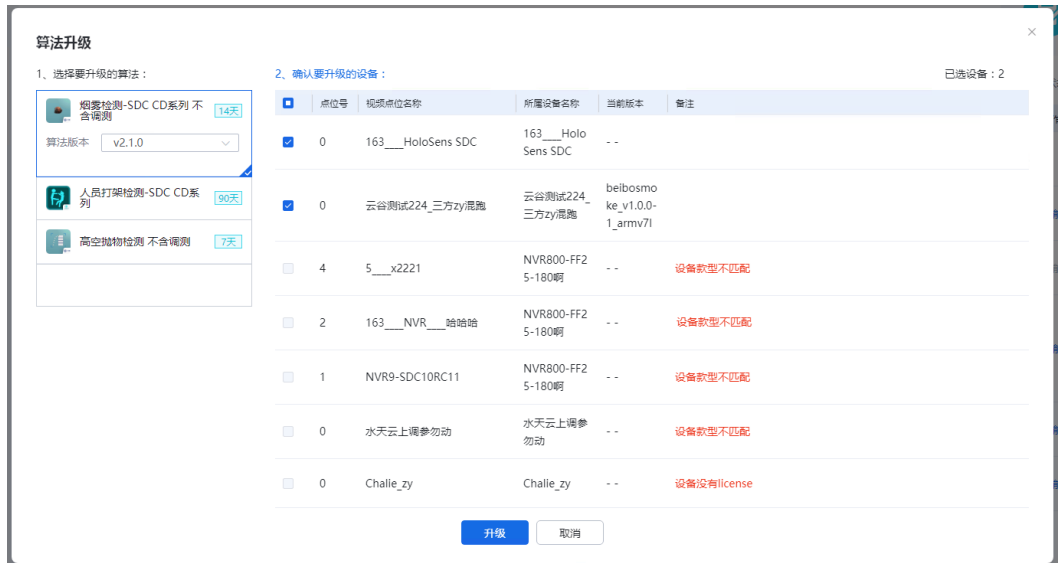 算法升级
1、选择要升级的算法：
2、确认要升级的设备：
已选设备：2
烟雾检测-SDC CD系列 不
含调测
14天
算法版本
v2.1.0
人员打架检测-SDC CD系
列
90天
高空抛物检测 不含调测
7天
点位号
视频点位名称
所属设备名称
当前版本
备注
0
163___HoloSens SDC
163___Holo
Sens SDC
- -
0
云谷测试224_三方zy混跑
云谷测试224_
三方zy混跑
beibosmo
ke_v1.0.0-
1_armv7l
4
5___x2221
NVR800-FF2
5-180啊
- -
设备款型不匹配
2
163___NVR___哈哈哈
NVR800-FF2
5-180啊
- -
设备款型不匹配
1
NVR9-SDC10RC11
NVR800-FF2
5-180啊
- -
设备款型不匹配
0
水天云上调参勿动
水天云上调参
勿动
- -
设备款型不匹配
0
Chalie_zy
Chalie_zy
- -
设备没有license
升级
取消